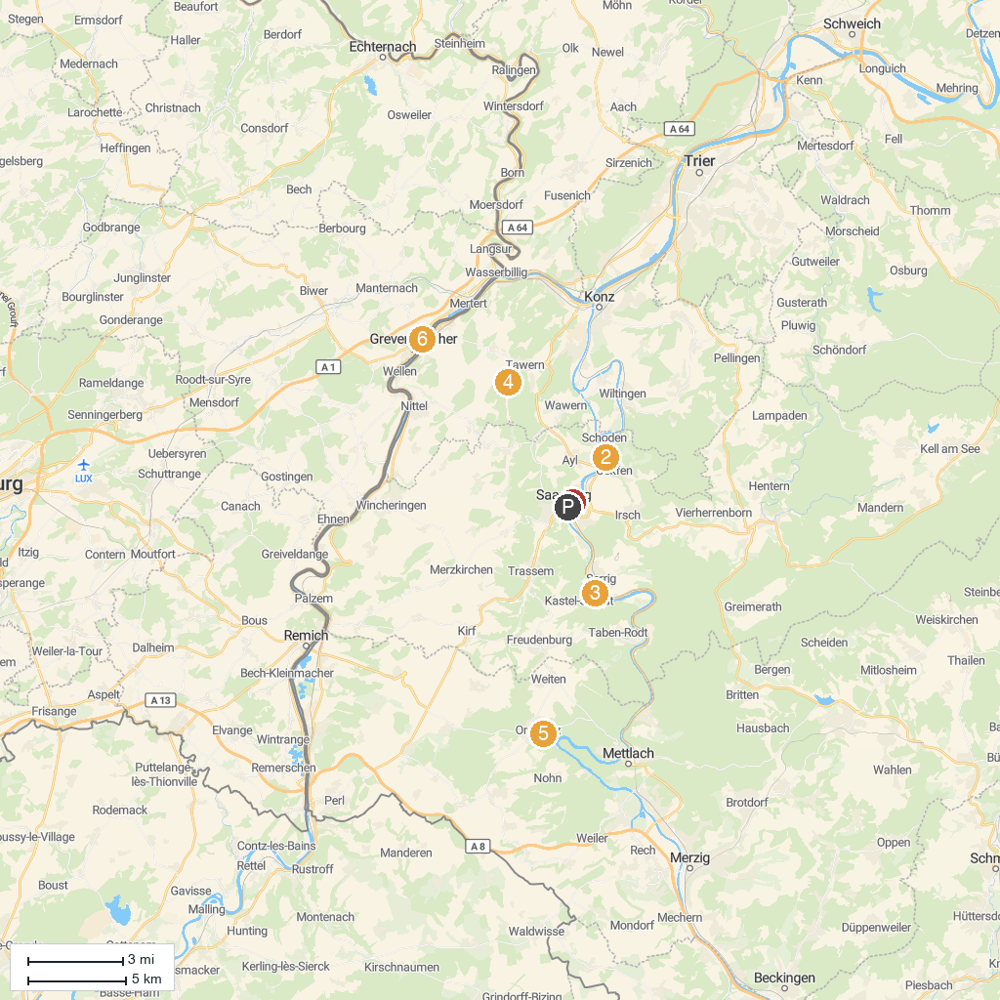 Beaufort
Stegen
Ermsdorf
Haller
Berdorf
Echternach
Steinheim
Möhn
Olk
Newel
Schweich
Medernach
Ralingen
Longuich
Kenn
Mehring
Larochette
Christnach
Consdorf
Osweiler
Wintersdorf
Aach
A 64
Fell
Heffingen
Sirzenich
Trier
Mertesdorf
Born
Bech
Fusenich
Moersdorf
Waldrach
Thomm
Godbrange
Berbourg
A 64
Morscheid
Langsur
Gutweiler
Osburg
Junglinster
Wasserbillig
Biwer
Manternach
Konz
Bourglinster
Mertert
Gusterath
Gonderange
Pluwig
6
Schöndorf
A 1
Tawern
Pellingen
Rameldange
Roodt-sur-Syre
Wellen
4
Mensdorf
Nittel
Wawern
Wiltingen
Senningerberg
Lampaden
Schoden
Uebersyren
Ayl
2
Kell am See
LUX
Schuttrange
Gostingen
Hentern
P
Canach
Wincheringen
Irsch
Vierherrenborn
Mandern
Ehnen
Itzig
Contern
Moutfort
Greiveldange
Merzkirchen
Trassem
3
Palzem
Greimerath
Bous
Weiskirchen
Remich
Kirf
Taben-Rodt
Weiler-la-Tour
Dalheim
Freudenburg
Scheiden
Thailen
Bech-Kleinmacher
Weiten
Bergen
Mitlosheim
Aspelt
A 13
Britten
Frisange
Elvange
5
Hausbach
Wintrange
Mettlach
Puttelange-
lès-Thionville
Remerschen
Nohn
Wahlen
Perl
Brotdorf
Rodemack
Contz-les-Bains
A 8
Weiler
Oppen
Rettel
Rustroff
Manderen
Rech
Merzig
Boust
Gavisse
Malling
Montenach
Mondorf
Mechern
Hunting
Waldwisse
Düppenweiler
3 mi
5 km
Kerling-lès-Sierck
Kirschnaumen
Beckingen
Piesbach
Grindorff-Bizing